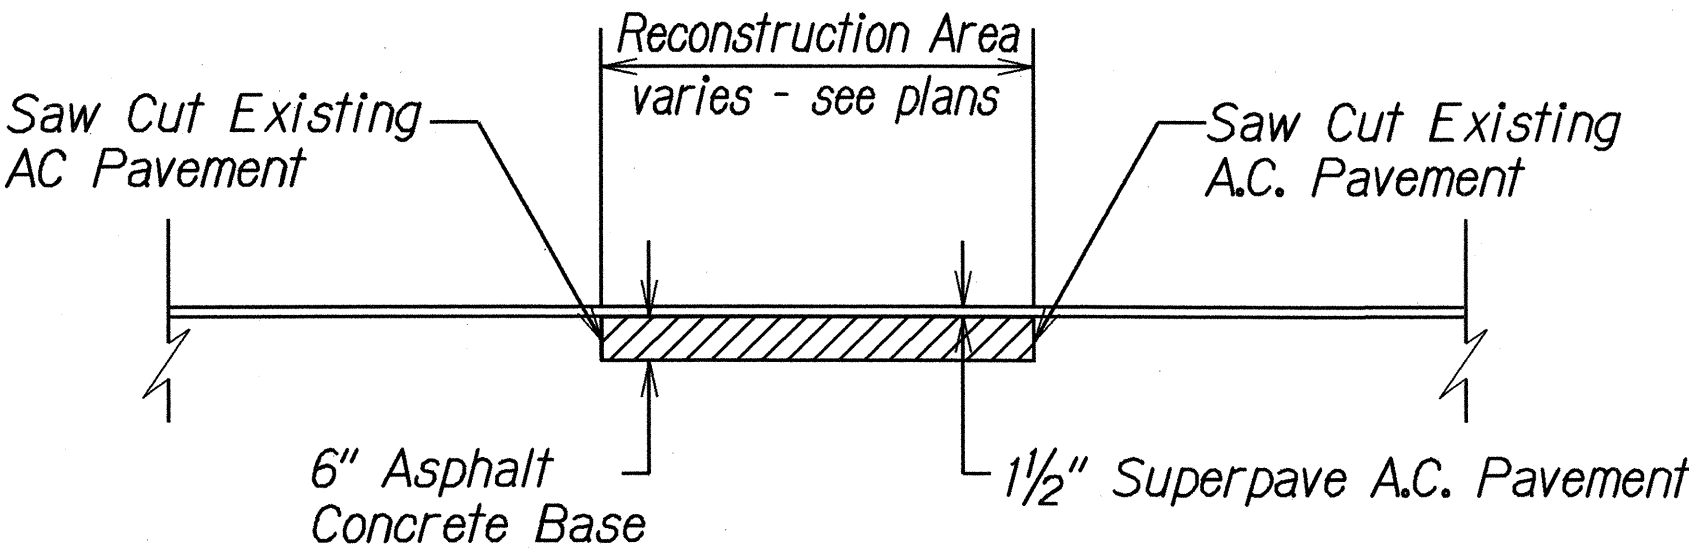 Reconstruction Area
varies - see plans
Saw Cut Existing
AC Pavement
Saw Cut Existing
A.C. Pavement
6" Asphalt
Concrete Base
1½" Superpave A.C. Pavement